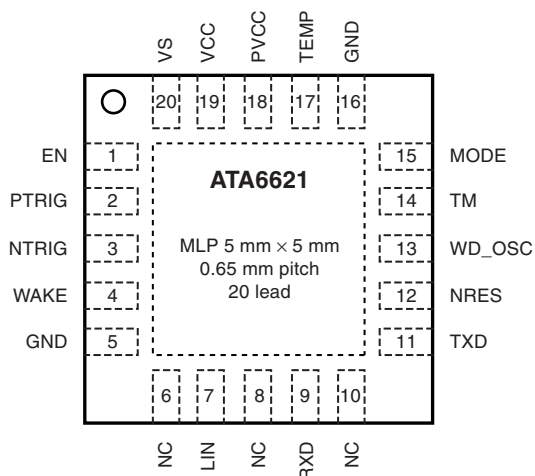 VS
VCC
PVCC
TEMP
GND
20
19
18
17
16
EN
1
PTRIG
2
NTRIG
3
WAKE
4
GND
5
ATA6621
MLP 5 mm × 5 mm
0.65 mm pitch
20 lead
15
MODE
14
TM
13
WD_OSC
12
NRES
11
TXD
6
7
8
9
10
NC
LIN
NC
RXD
NC